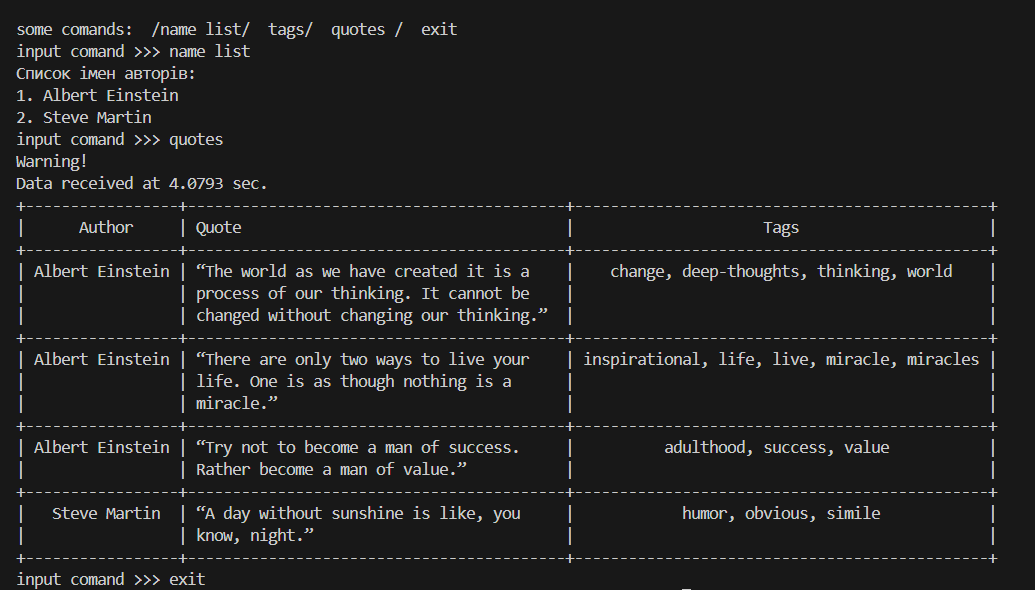 some comands:  /name list/  tags/  quotes /  exit
input comand >>> name list
Список імен авторів:
1. Albert Einstein
2. Steve Martin
input comand >>> quotes
Warning!
Data received at 4.0793 sec.
+-----------------+------------------------------------------+----------------------------------------------+
|      Author     | Quote                                    |                     Tags                     |
+-----------------+------------------------------------------+----------------------------------------------+
| Albert Einstein | “The world as we have created it is a    |    change, deep-thoughts, thinking, world    |
|                 | process of our thinking. It cannot be    |                                              |
|                 | changed without changing our thinking.”  |                                              |
+-----------------+------------------------------------------+----------------------------------------------+
| Albert Einstein | “There are only two ways to live your    | inspirational, life, live, miracle, miracles |
|                 | life. One is as though nothing is a      |                                              |
|                 | miracle.”                                |                                              |
+-----------------+------------------------------------------+----------------------------------------------+
| Albert Einstein | “Try not to become a man of success.     |          adulthood, success, value           |
|                 | Rather become a man of value.”           |                                              |
+-----------------+------------------------------------------+----------------------------------------------+
|   Steve Martin  | “A day without sunshine is like, you     |            humor, obvious, simile            |
|                 | know, night.”                            |                                              |
+-----------------+------------------------------------------+----------------------------------------------+
input comand >>> exit